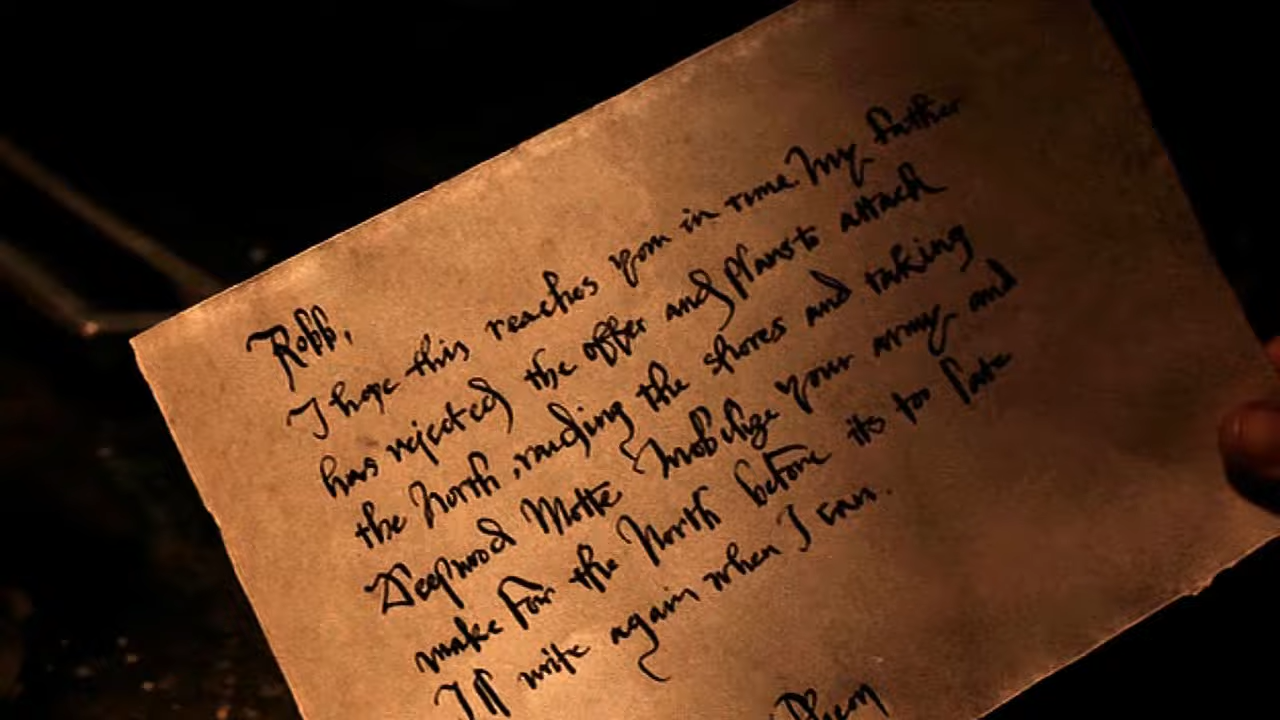 Robb,
I hope this reaches you in time. My father
has rejected the offer and plans to attack
the North, raiding the shores and taking
Deepwood Motte. Mobilize your army and
make for the North before its too late
I'll write again when I can.
Theon